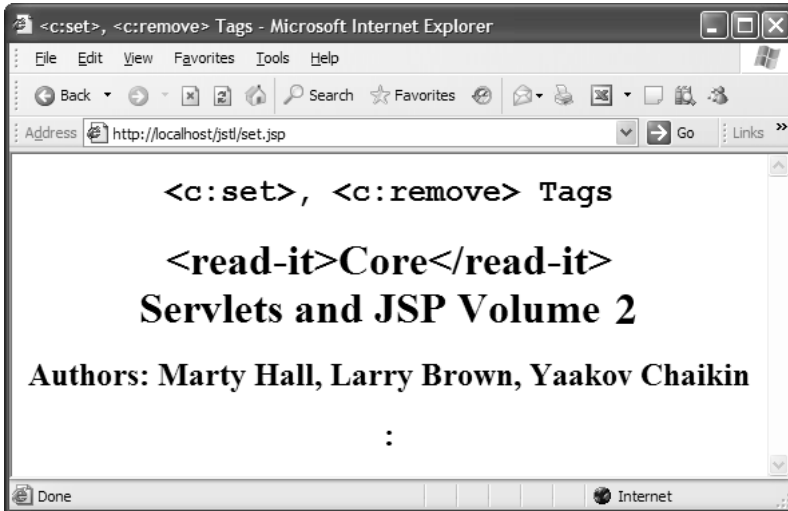 <c:set>, <c:remove> Tags - Microsoft Internet Explorer
File Edit View Favorites Tools Help
Back Search Favorites
Address http://localhost/jstl/set.jsp Go Links »
<c:set>, <c:remove> Tags
<read-it>Core</read-it>
Servlets and JSP Volume 2
Authors: Marty Hall, Larry Brown, Yaakov Chaikin
:
Done Internet